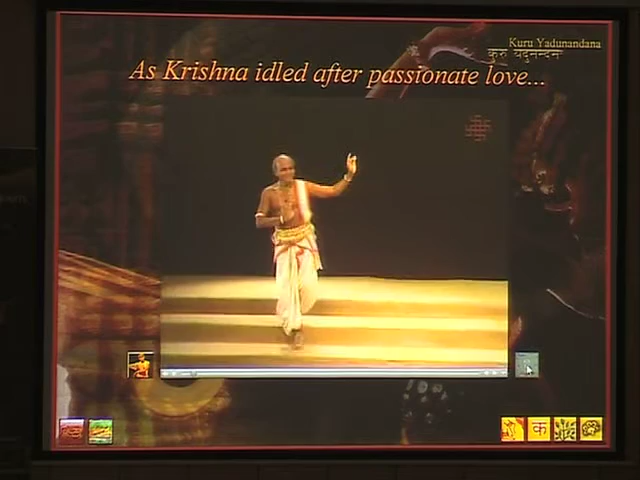 Kuru Yadunandana
कुरु यदुनन्दन
As Krishna idled after passionate love...
क